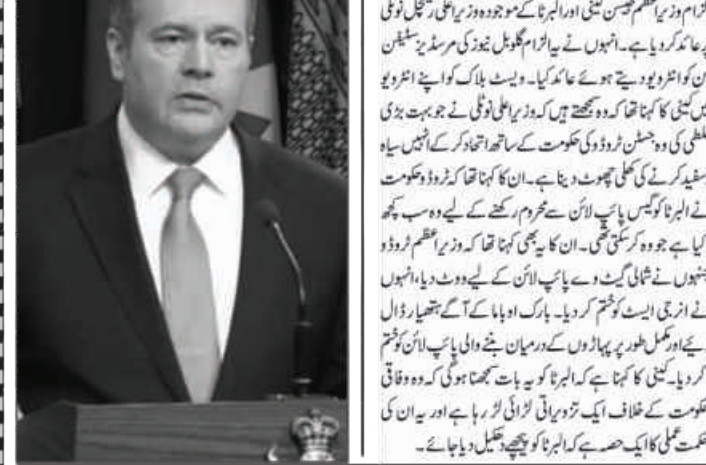 الزام وزیراعظم جیسن کینی اور البرٹا کے موجودہ وزیراعلیٰ ریچل نوٹلی
پر عائد کردیا ہے۔ انہوں نے یہ الزام گلوبل نیوز کی مرسڈیز سٹیفن
ان کو انٹرویو دیتے ہوئے عائد کیا۔ ویسٹ بلاک کو اپنے انٹرویو
میں کینی کا کہنا تھا کہ وہ سمجھتے ہیں کہ وزیراعلیٰ نوٹلی نے جو بہت بڑی
غلطی کی وہ جسٹن ٹروڈو کی حکومت کے ساتھ اتحاد کر کے انہیں سیاہ
سفید کرنے کی کھلی چھوٹ دینا ہے۔ ان کا کہنا تھا کہ ٹروڈو حکومت
نے البرٹا کو گیس پائپ لائن سے محروم رکھنے کے لیے وہ سب کچھ
کیا ہے جو وہ کرسکتی تھی۔ ان کا یہ بھی کہنا تھا کہ وزیراعظم ٹروڈو
جنہوں نے شمالی گیٹ وے پائپ لائن کے لیے ووٹ دیا، انہوں
نے انرجی ایسٹ کو ختم کر دیا۔ بارک اوباما کے آگے ہتھیار ڈال
دیے اور مکمل طور پر پہاڑوں کے درمیان بننے والی پائپ لائن کو ختم
کر دیا۔ کینی کا کہنا ہے کہ البرٹا کو یہ بات سمجھنا ہوگی کہ وہ وفاقی
حکومت کے خلاف ایک تزویراتی لڑائی لڑ رہا ہے اور یہ ان کی
حکمت عملی کا ایک حصہ ہے کہ البرٹا کو پیچھے دھکیل دیا جائے۔